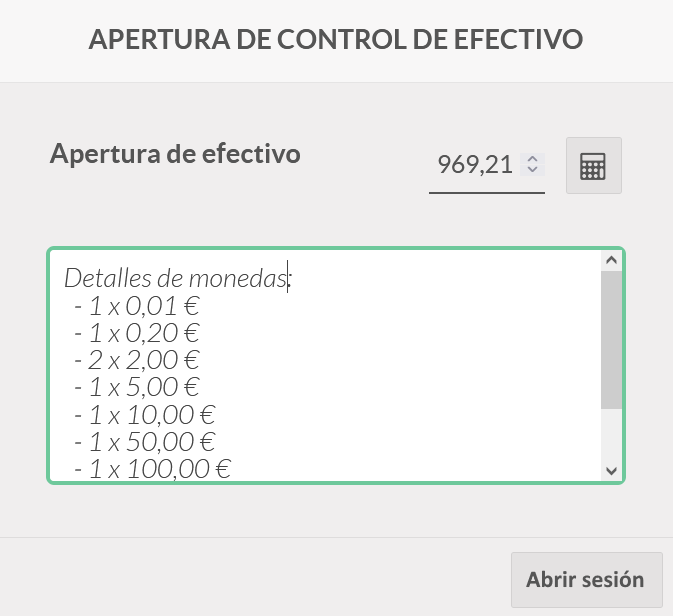 APERTURA DE CONTROL DE EFECTIVO
Apertura de efectivo
969,21
Detalles de monedas:
- 1 x 0,01 €
- 1 x 0,20 €
- 2 x 2,00 €
- 1 x 5,00 €
- 1 x 10,00 €
- 1 x 50,00 €
- 1 x 100,00 €
Abrir sesión